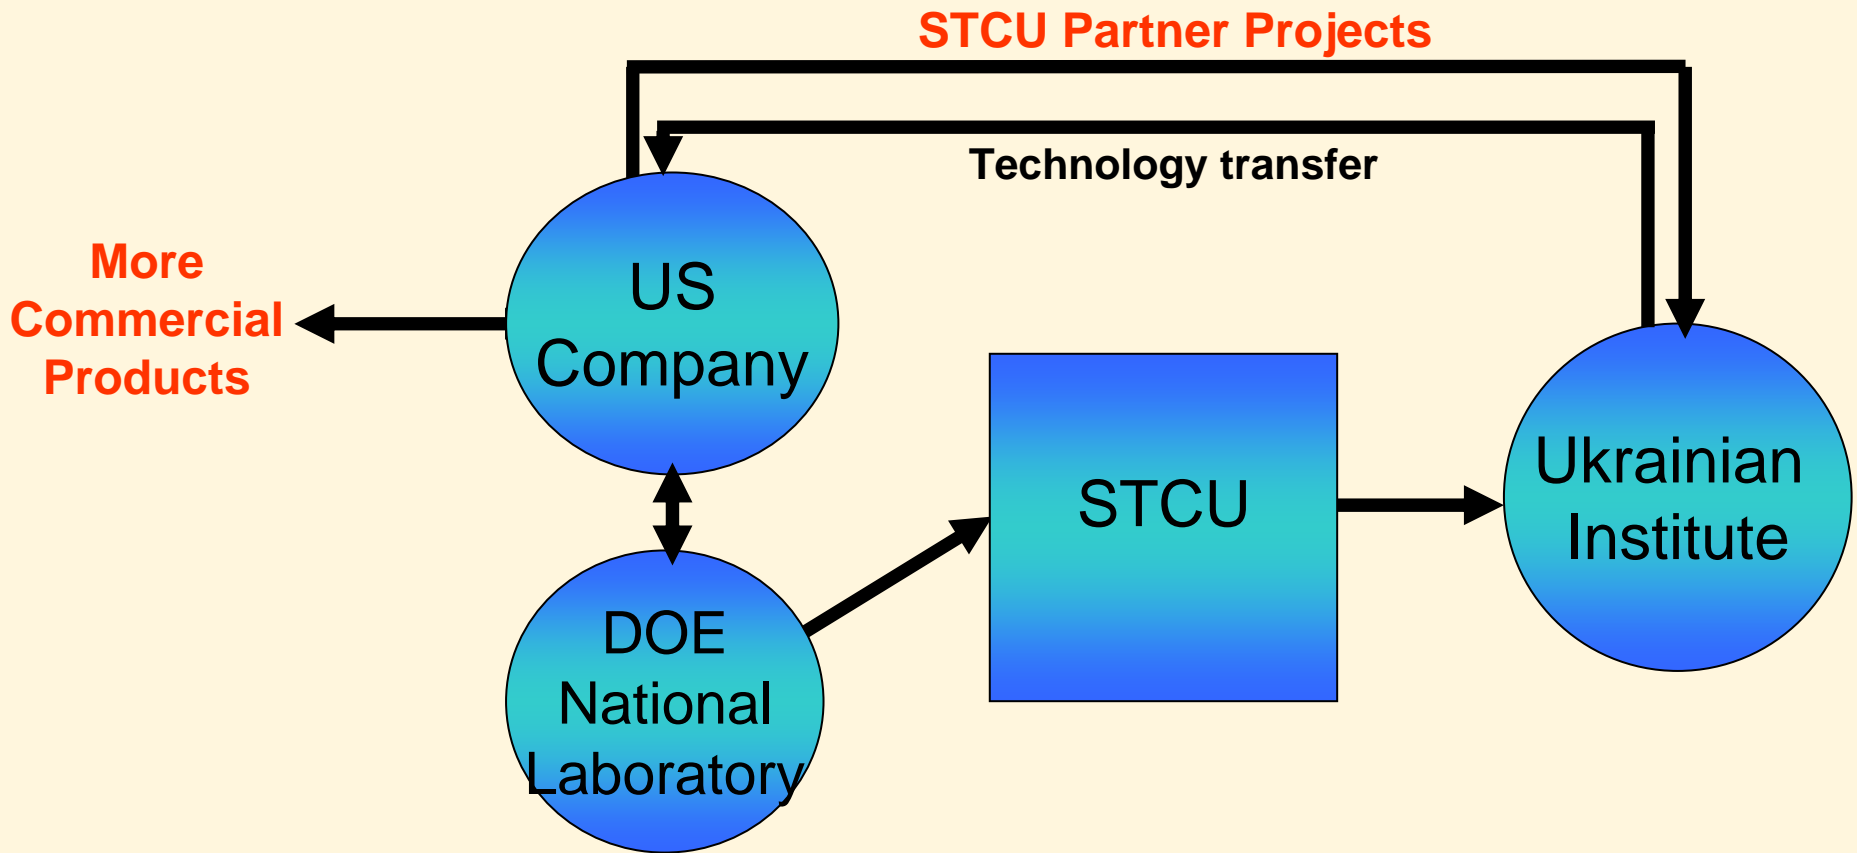 STCU Partner Projects
Technology transfer
More
Commercial
Products
US
Company
STCU
Ukrainian
Institute
DOE
National
Laboratory